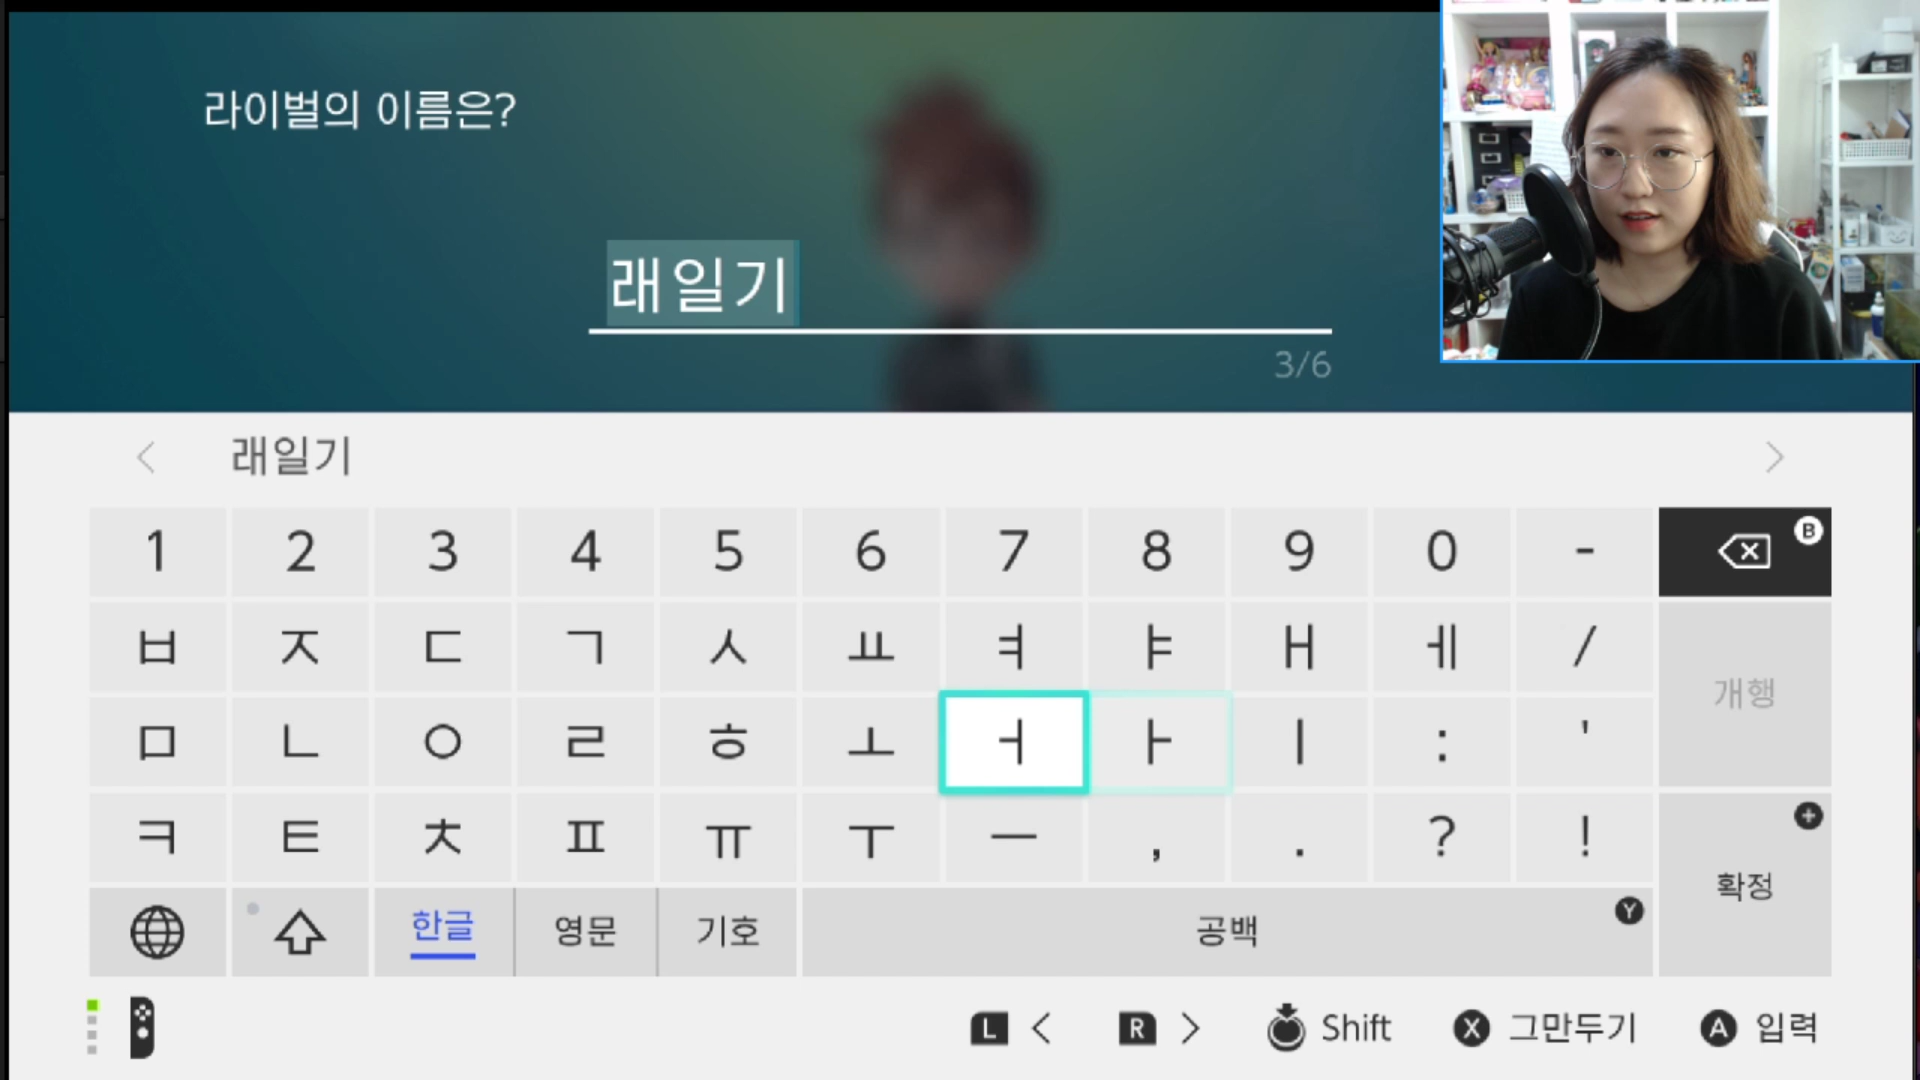 라이벌의 이름은?
래일기
3/6
< 래일기 >
1 2 3 4 5 6 7 8 9 0 - B
ㅂ ㅈ ㄷ ㄱ ㅅ ㅛ ㅕ ㅑ ㅐ ㅔ / 개행
ㅁ ㄴ ㅇ ㄹ ㅎ ㅗ ㅓ ㅏ ㅣ : '
ㅋ ㅌ ㅊ ㅍ ㅠ ㅜ ㅡ , . ? ! + 확정
한글 영문 기호 공백 Y
L < R > Shift X 그만두기 A 입력